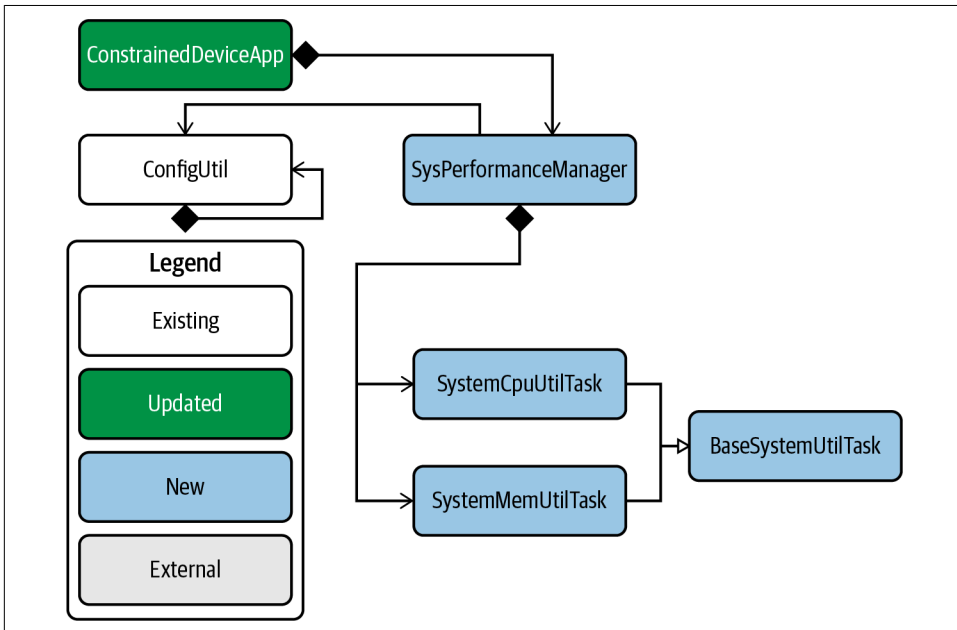 ConstrainedDeviceApp
ConfigUtil
SysPerformanceManager
Legend
Existing
Updated
New
External
SystemCpuUtilTask
SystemMemUtilTask
BaseSystemUtilTask